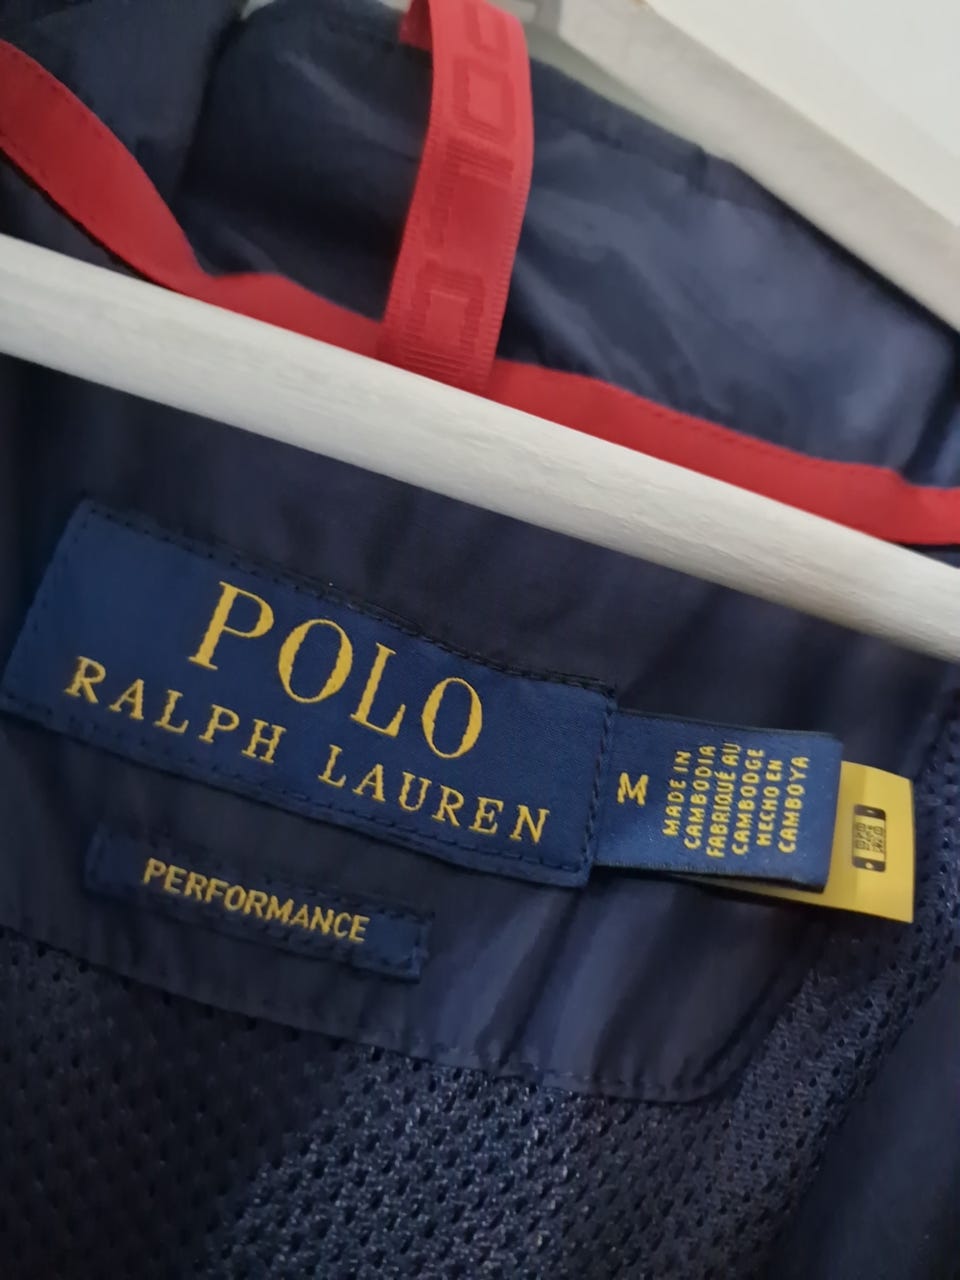 POLO
RALPH LAUREN
M
MADE IN
CAMBODIA
FABRIQUÉ AU
CAMBODGE
HECHO EN
CAMBOYA
PERFORMANCE